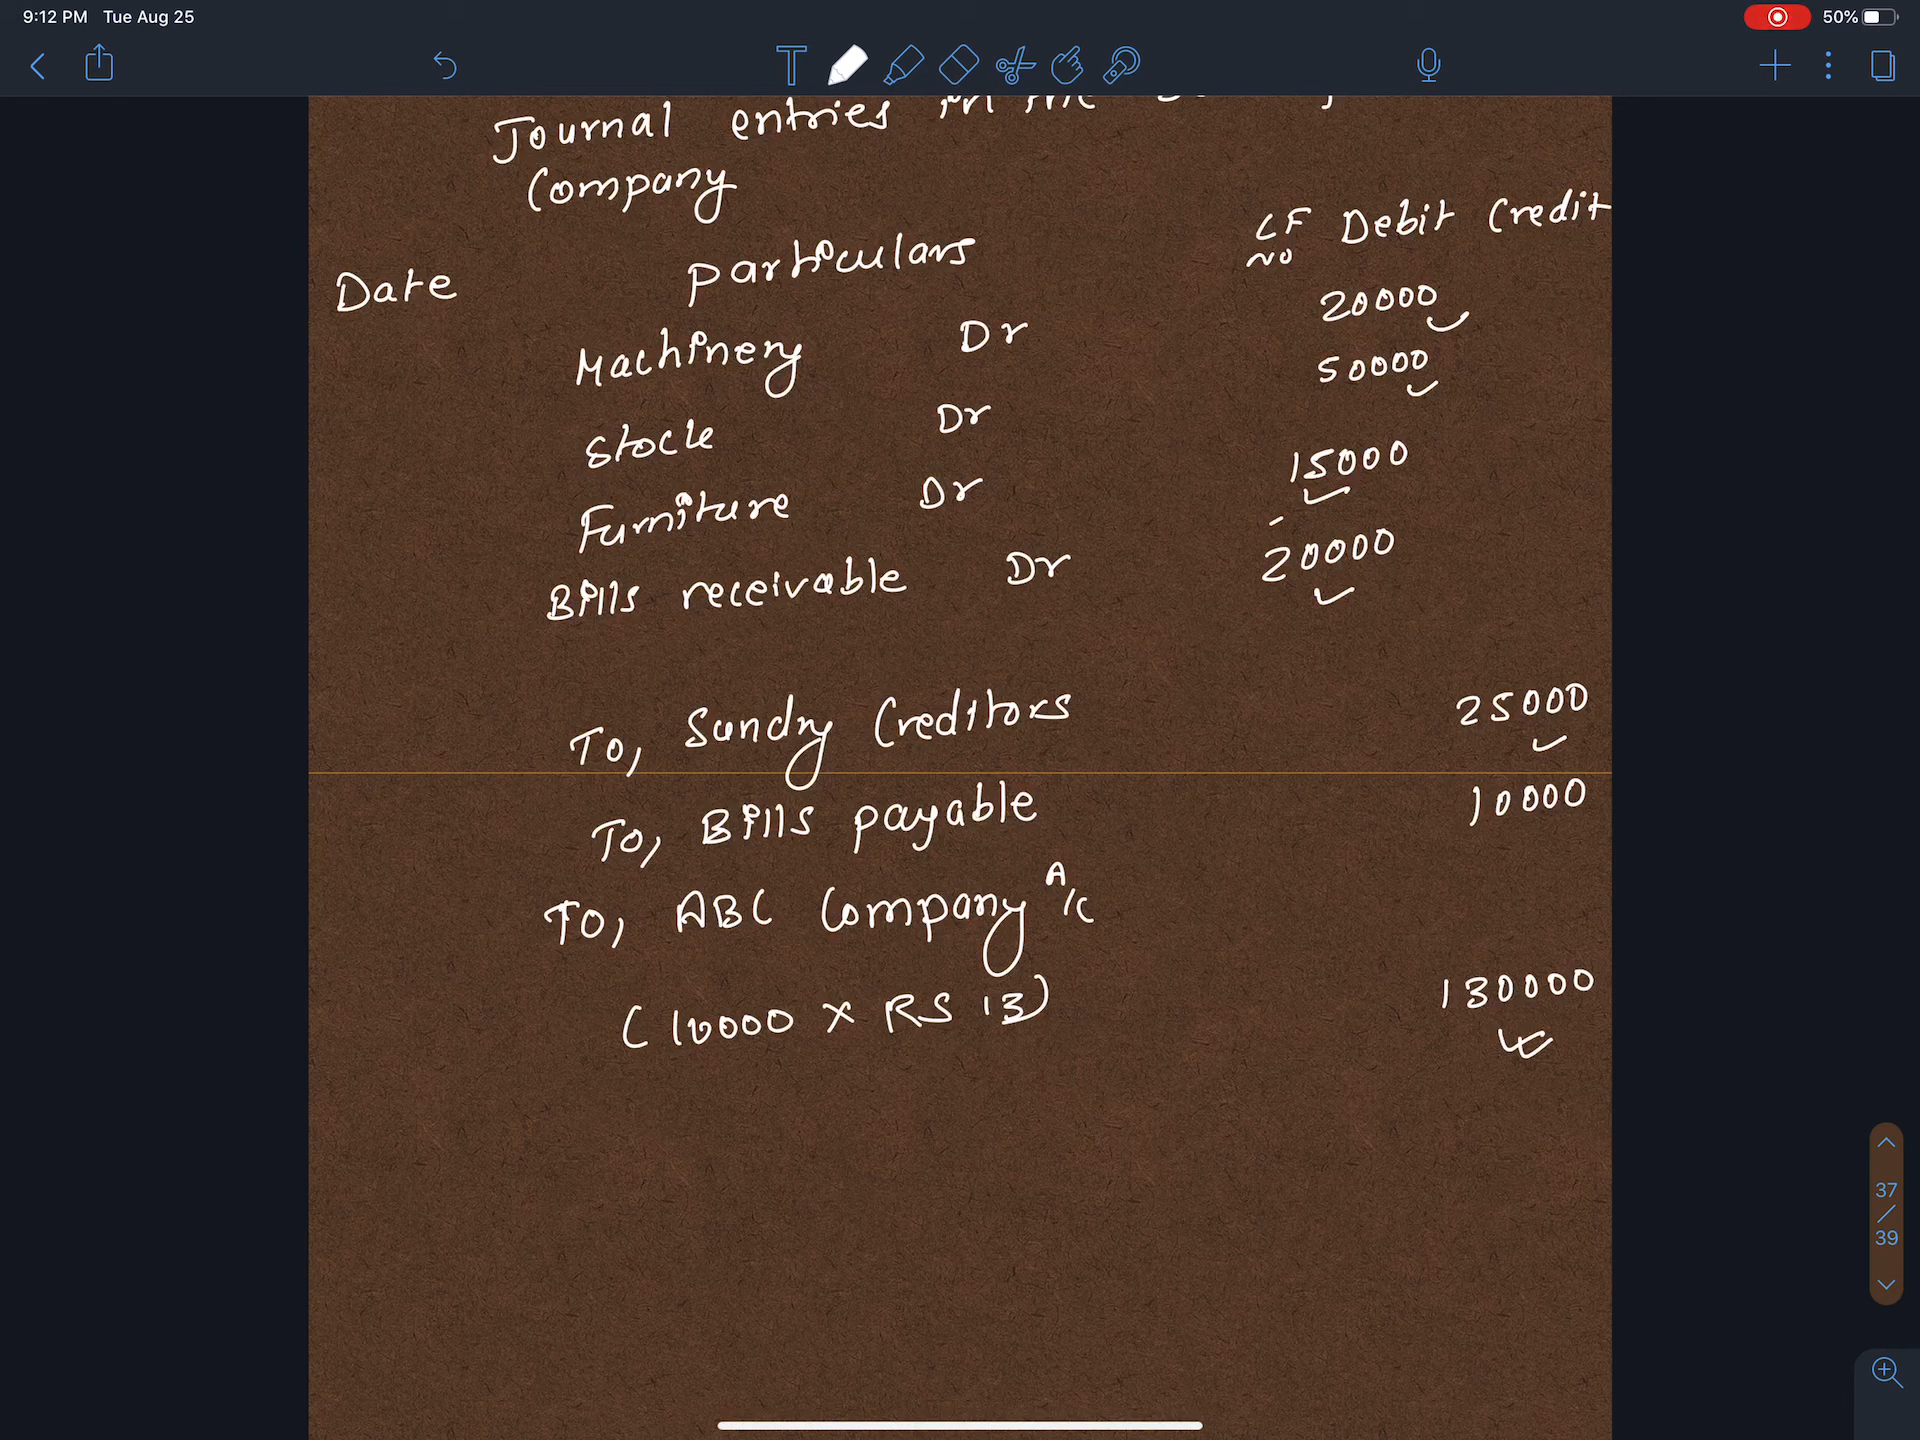 9:12 PM Tue Aug 25
50%
Journal entries in the
Company
Date Particulars LF NO Debit Credit
Machinery Dr 20000
Stock Dr 50000
Furniture Dr 15000
Bills receivable Dr 20000
To, Sundry Creditors 25000
To, Bills payable 10000
To, ABC Company A/c
(10000 x RS 13) 130000
37
/
39